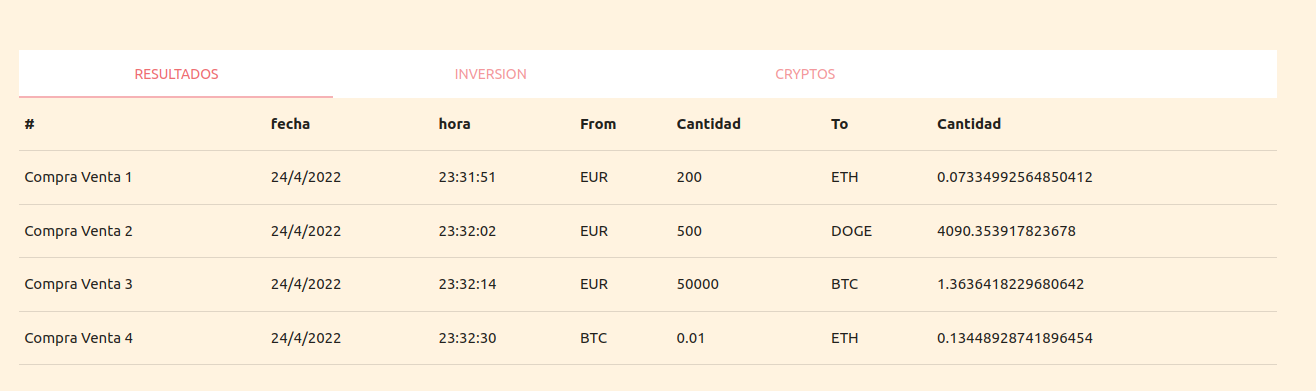 RESULTADOS INVERSION CRYPTOS
# fecha hora From Cantidad To Cantidad
Compra Venta 1 24/4/2022 23:31:51 EUR 200 ETH 0.07334992564850412
Compra Venta 2 24/4/2022 23:32:02 EUR 500 DOGE 4090.353917823678
Compra Venta 3 24/4/2022 23:32:14 EUR 50000 BTC 1.3636418229680642
Compra Venta 4 24/4/2022 23:32:30 BTC 0.01 ETH 0.13448928741896454